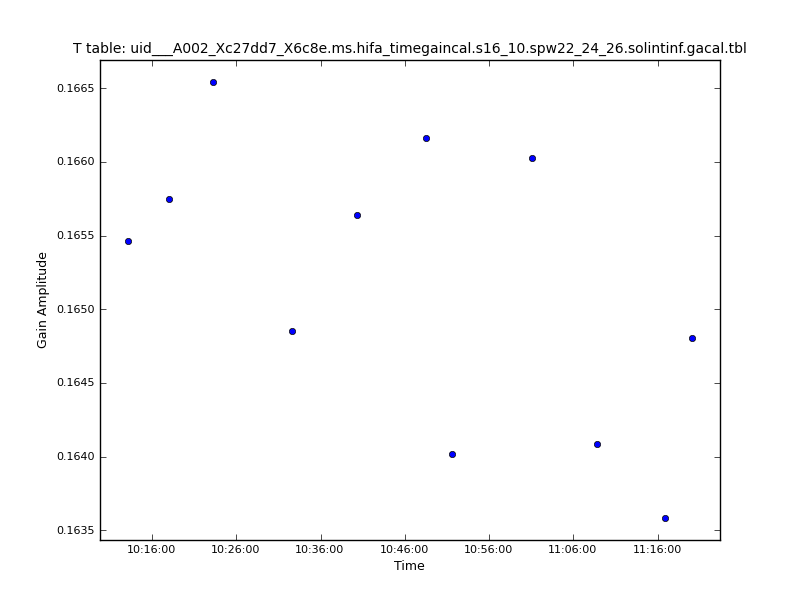 T table: uid___A002_Xc27dd7_X6c8e.ms.hifa_timegaincal.s16_10.spw22_24_26.solintinf.gacal.tbl
0.1665
0.1660
0.1655
0.1650
0.1645
0.1640
0.1635
Gain Amplitude
10:16:00 10:26:00 10:36:00 10:46:00 10:56:00 11:06:00 11:16:00
Time